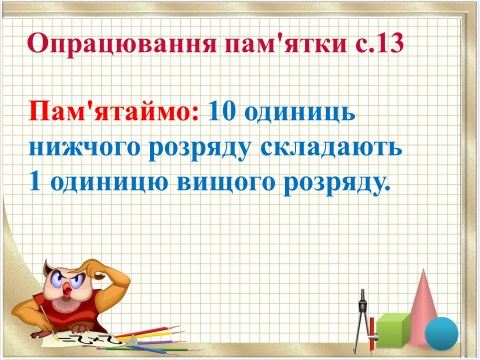 Опрацювання пам'ятки с.13
Пам'ятаймо: 10 одиниць
нижчого розряду складають
1 одиницю вищого розряду.